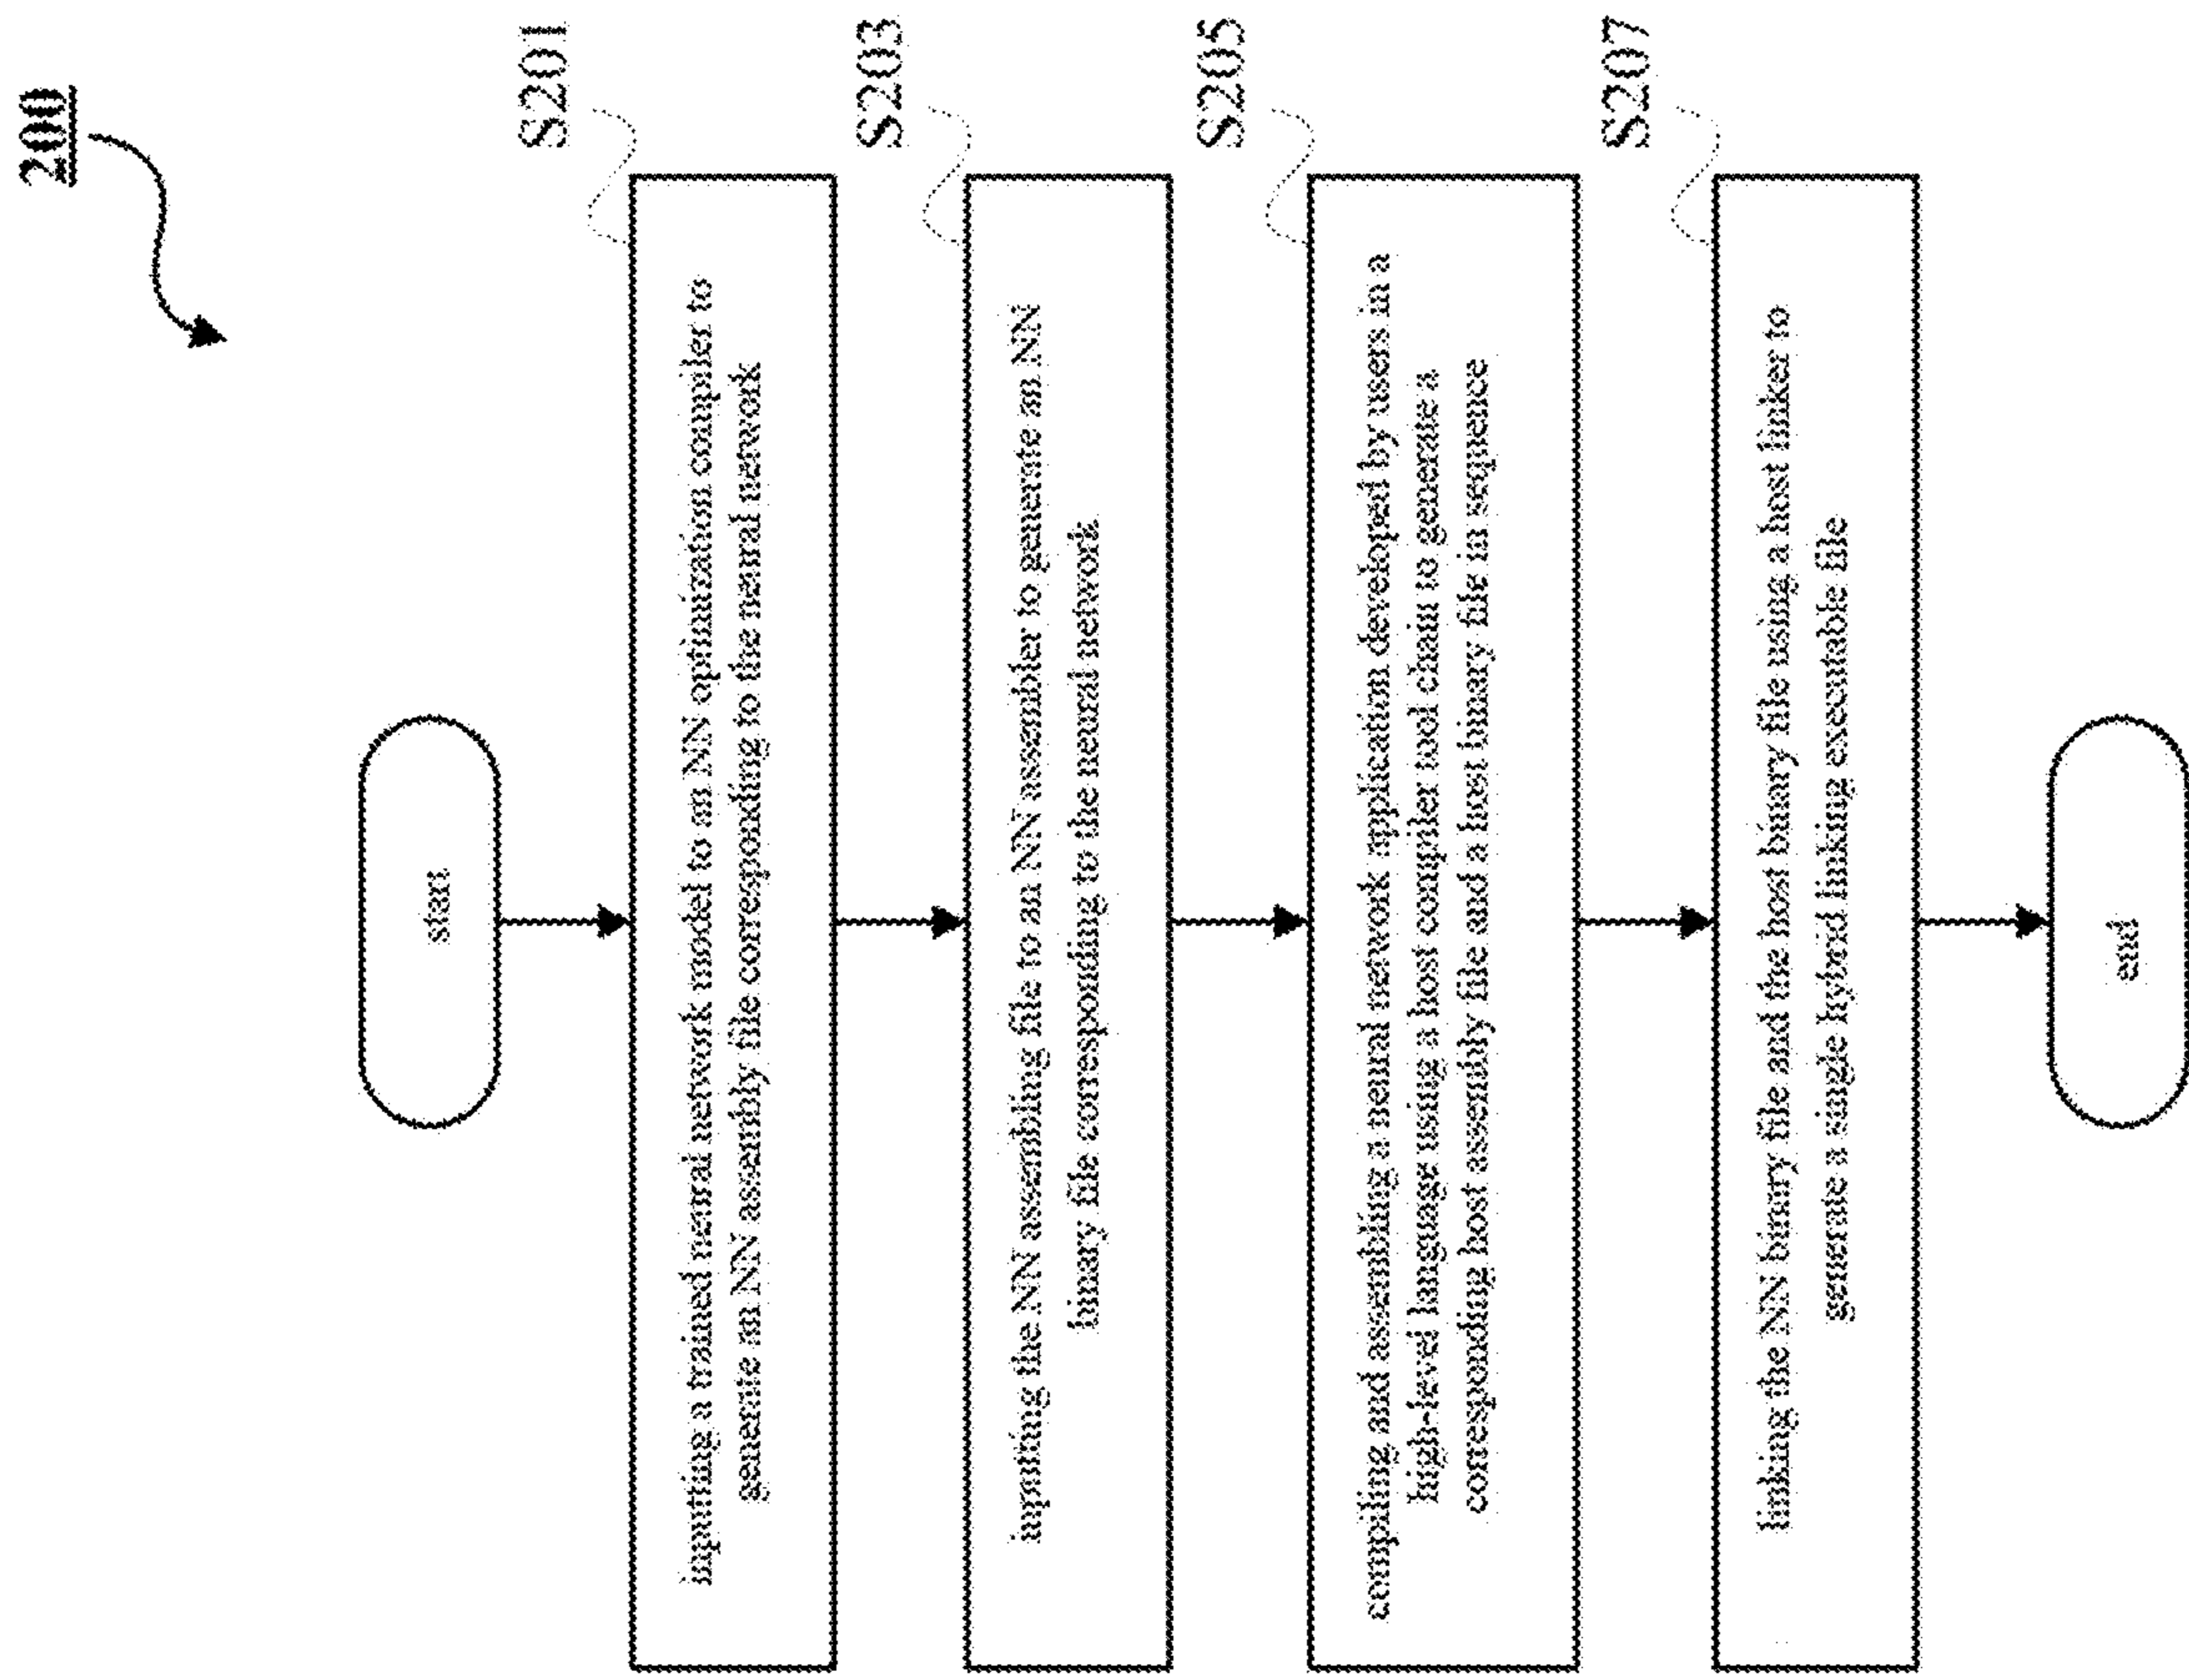 200
start
S201
inputting a trained neural network model to an NN optimization compiler to
generate an NN assembly file corresponding to the neural network
S203
inputting the NN assembling file to an NN assembler to generate an NN
binary file corresponding to the neural network
S205
compiling and assembling a neural network application developed by users in a
high-level language using a host compiler tool chain to generate a
corresponding host assembly file and a host binary file in sequence
S207
linking the NN binary file and the host binary file using a host linker to
generate a single hybrid linking executable file
end